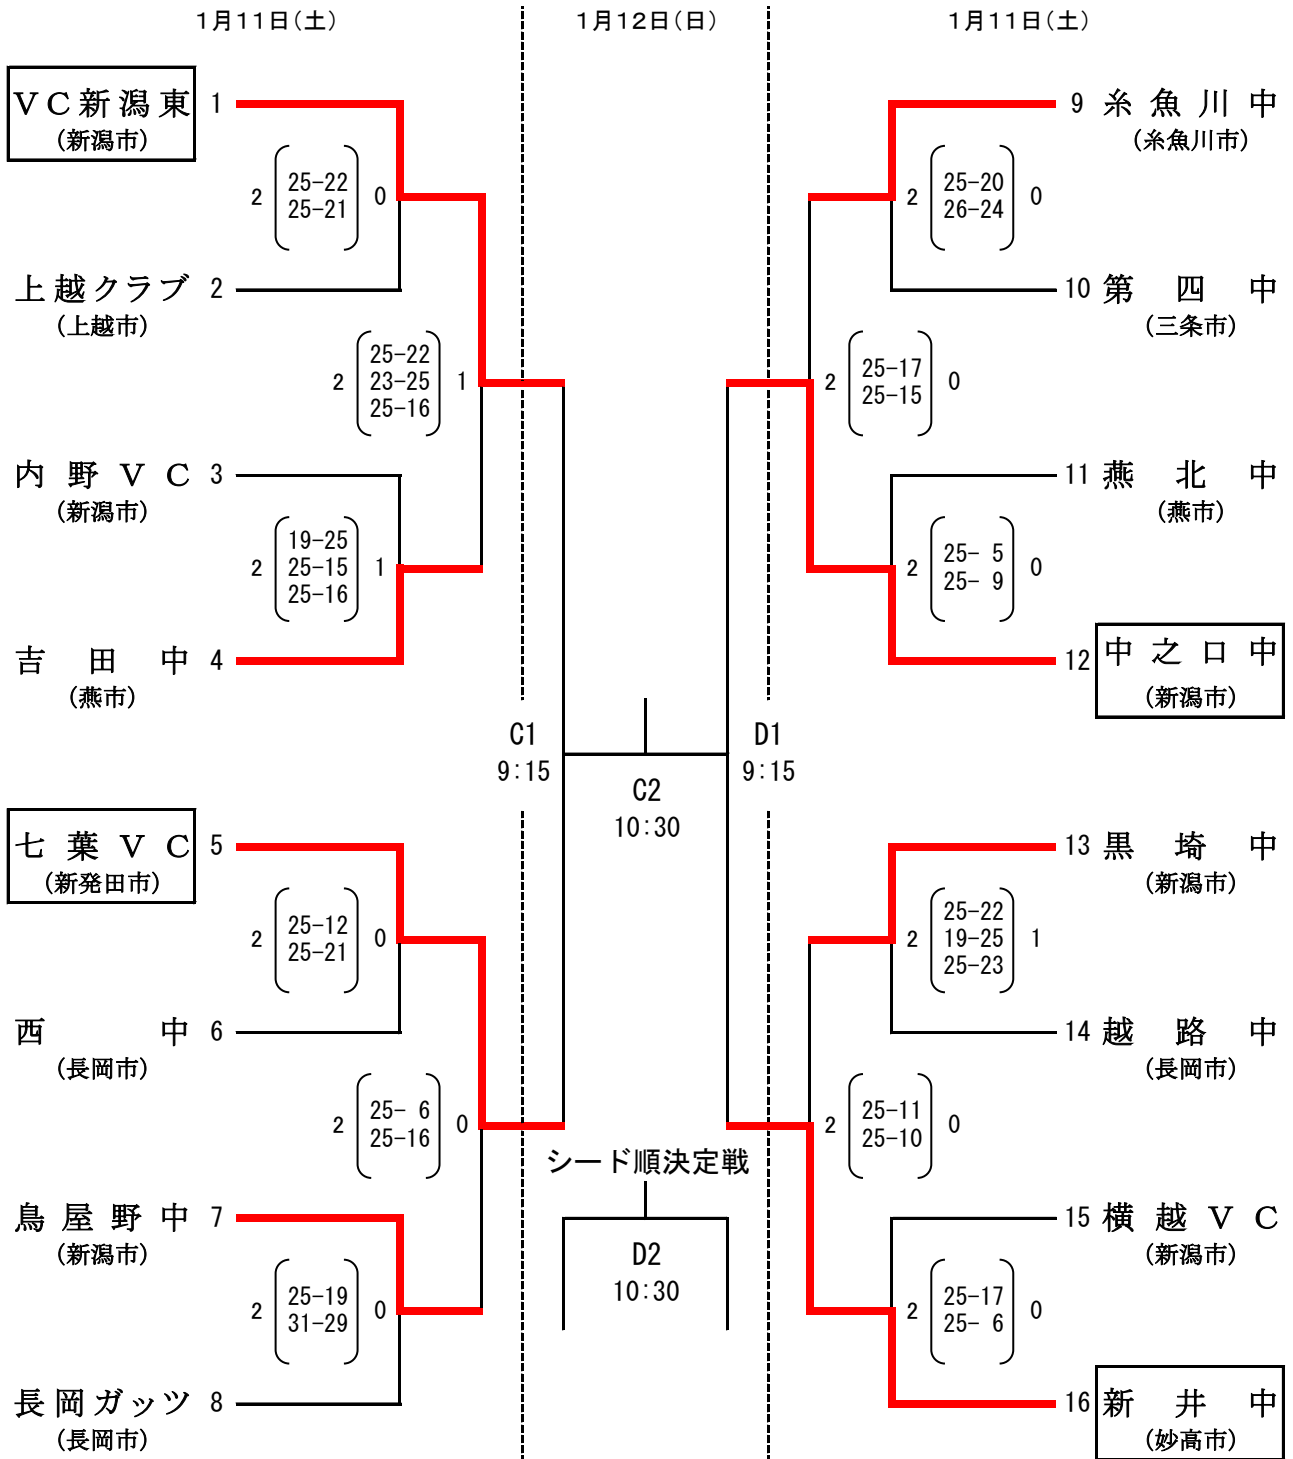 1月11日(土)
1月12日(日)
1月11日(土)
VC新潟東 1
(新潟市)
2 25-22 0
25-21
上越クラブ 2
(上越市)
2 25-22 1
23-25
25-16
内野VC 3
(新潟市)
2 19-25 1
25-15
25-16
吉田中 4
(燕市)
七葉VC 5
(新発田市)
2 25-12 0
25-21
西中 6
(長岡市)
2 25- 6 0
25-16
鳥屋野中 7
(新潟市)
2 25-19 0
31-29
長岡ガッツ 8
(長岡市)
C1
9:15
C2
10:30
D1
9:15
シード順決定戦
D2
10:30
9 糸魚川中
(糸魚川市)
2 25-20 0
26-24
10 第四中
(三条市)
2 25-17 0
25-15
11 燕北中
(燕市)
2 25- 5 0
25- 9
12 中之口中
(新潟市)
13 黒埼中
(新潟市)
2 25-22 1
19-25
25-23
14 越路中
(長岡市)
2 25-11 0
25-10
15 横越VC
(新潟市)
2 25-17 0
25- 6
16 新井中
(妙高市)